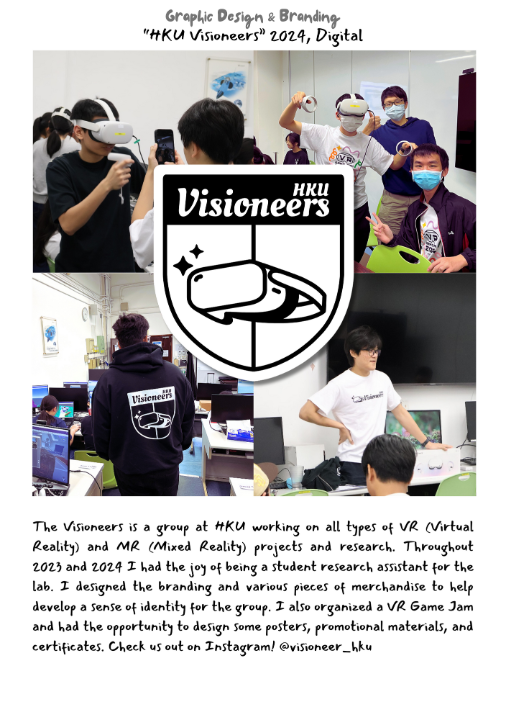 Graphic Design & Branding
"HKU Visioneers" 2024, Digital
HKU
Visioneers
HKU
Visioneers
Visioneers
The Visioneers is a group at HKU working on all types of VR (Virtual
Reality) and MR (Mixed Reality) projects and research. Throughout
2023 and 2024 I had the joy of being a student research assistant for the
lab. I designed the branding and various pieces of merchandise to help
develop a sense of identity for the group. I also organized a VR Game Jam
and had the opportunity to design some posters, promotional materials, and
certificates. Check us out on Instagram! @visioneer_hku